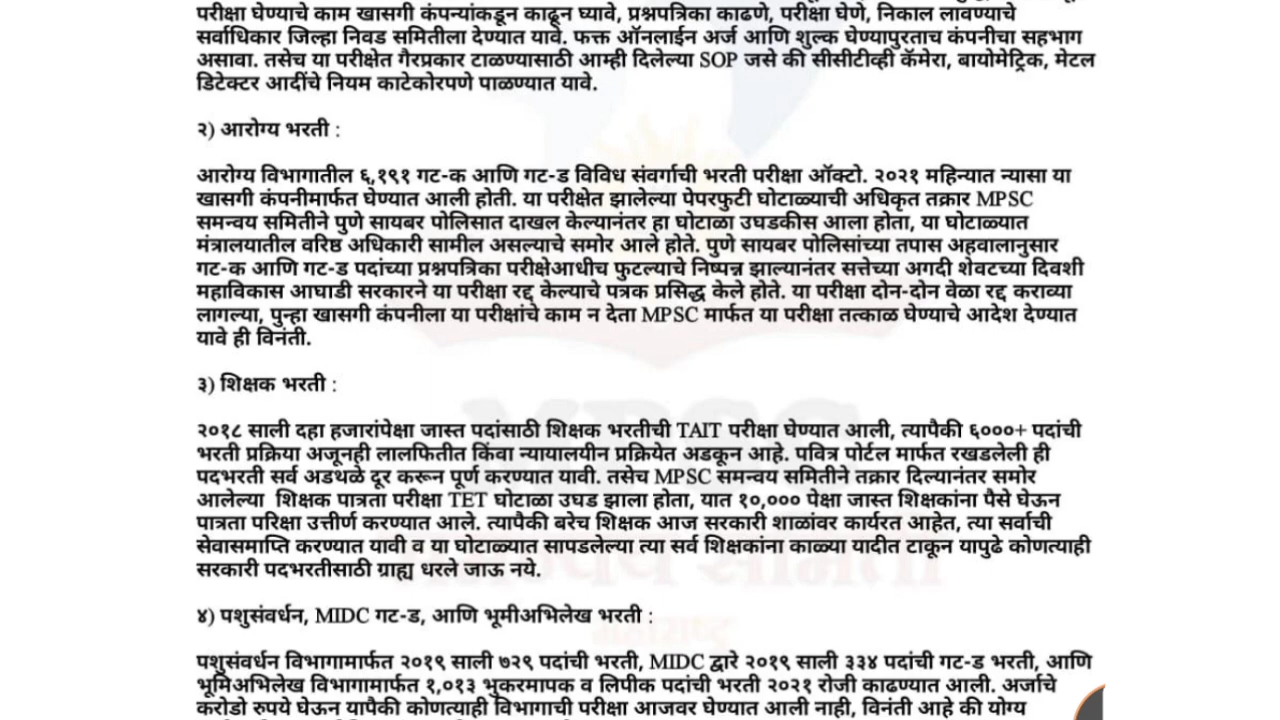 परीक्षा घेण्याचे काम खासगी कंपन्यांकडून काढून घ्यावे, प्रश्नपत्रिका काढणे, परीक्षा घेणे, निकाल लावण्याचे
सर्वाधिकार जिल्हा निवड समितीला देण्यात यावे. फक्त ऑनलाईन अर्ज आणि शुल्क घेण्यापुरताच कंपनीचा सहभाग
असावा. तसेच या परीक्षेत गैरप्रकार टाळण्यासाठी आम्ही दिलेल्या SOP जसे की सीसीटीव्ही कॅमेरा, बायोमेट्रिक, मेटल
डिटेक्टर आदींचे नियम काटेकोरपणे पाळण्यात यावे.
२) आरोग्य भरती :
आरोग्य विभागातील ६,१९१ गट-क आणि गट-ड विविध संवर्गाची भरती परीक्षा ऑक्टो. २०२१ महिन्यात न्यासा या
खासगी कंपनीमार्फत घेण्यात आली होती. या परीक्षेत झालेल्या पेपरफुटी घोटाळ्याची अधिकृत तक्रार MPSC
समन्वय समितीने पुणे सायबर पोलिसात दाखल केल्यानंतर हा घोटाळा उघडकीस आला होता, या घोटाळ्यात
मंत्रालयातील वरिष्ठ अधिकारी सामील असल्याचे समोर आले होते. पुणे सायबर पोलिसांच्या तपास अहवालानुसार
गट-क आणि गट-ड पदांच्या प्रश्नपत्रिका परीक्षेआधीच फुटल्याचे निष्पन्न झाल्यानंतर सत्तेच्या अगदी शेवटच्या दिवशी
महाविकास आघाडी सरकारने या परीक्षा रद्द केल्याचे पत्रक प्रसिद्ध केले होते. या परीक्षा दोन-दोन वेळा रद्द कराव्या
लागल्या, पुन्हा खासगी कंपनीला या परीक्षांचे काम न देता MPSC मार्फत या परीक्षा तत्काळ घेण्याचे आदेश देण्यात
यावे ही विनंती.
३) शिक्षक भरती :
२०१८ साली दहा हजारांपेक्षा जास्त पदांसाठी शिक्षक भरतीची TAIT परीक्षा घेण्यात आली, त्यापैकी ६०००+ पदांची
भरती प्रक्रिया अजूनही लालफितीत किंवा न्यायालयीन प्रक्रियेत अडकून आहे. पवित्र पोर्टल मार्फत रखडलेली ही
पदभरती सर्व अडथळे दूर करून पूर्ण करण्यात यावी. तसेच MPSC समन्वय समितीने तक्रार दिल्यानंतर समोर
आलेल्या शिक्षक पात्रता परीक्षा TET घोटाळा उघड झाला होता, यात १०,००० पेक्षा जास्त शिक्षकांना पैसे घेऊन
पात्रता परिक्षा उत्तीर्ण करण्यात आले. त्यापैकी बरेच शिक्षक आज सरकारी शाळांवर कार्यरत आहेत, त्या सर्वाची
सेवासमाप्ति करण्यात यावी व या घोटाळ्यात सापडलेल्या त्या सर्व शिक्षकांना काळ्या यादीत टाकून यापुढे कोणत्याही
सरकारी पदभरतीसाठी ग्राह्य धरले जाऊ नये.
४) पशुसंवर्धन, MIDC गट-ड, आणि भूमीअभिलेख भरती :
पशुसंवर्धन विभागामार्फत २०१९ साली ७२९ पदांची भरती, MIDC द्वारे २०१९ साली ३३४ पदांची गट-ड भरती, आणि
भूमिअभिलेख विभागामार्फत १,०१३ भुकरमापक व लिपीक पदांची भरती २०२१ रोजी काढण्यात आली. अर्जाचे
करोडो रुपये घेऊन यापैकी कोणत्याही विभागाची परीक्षा आजवर घेण्यात आली नाही, विनंती आहे की योग्य